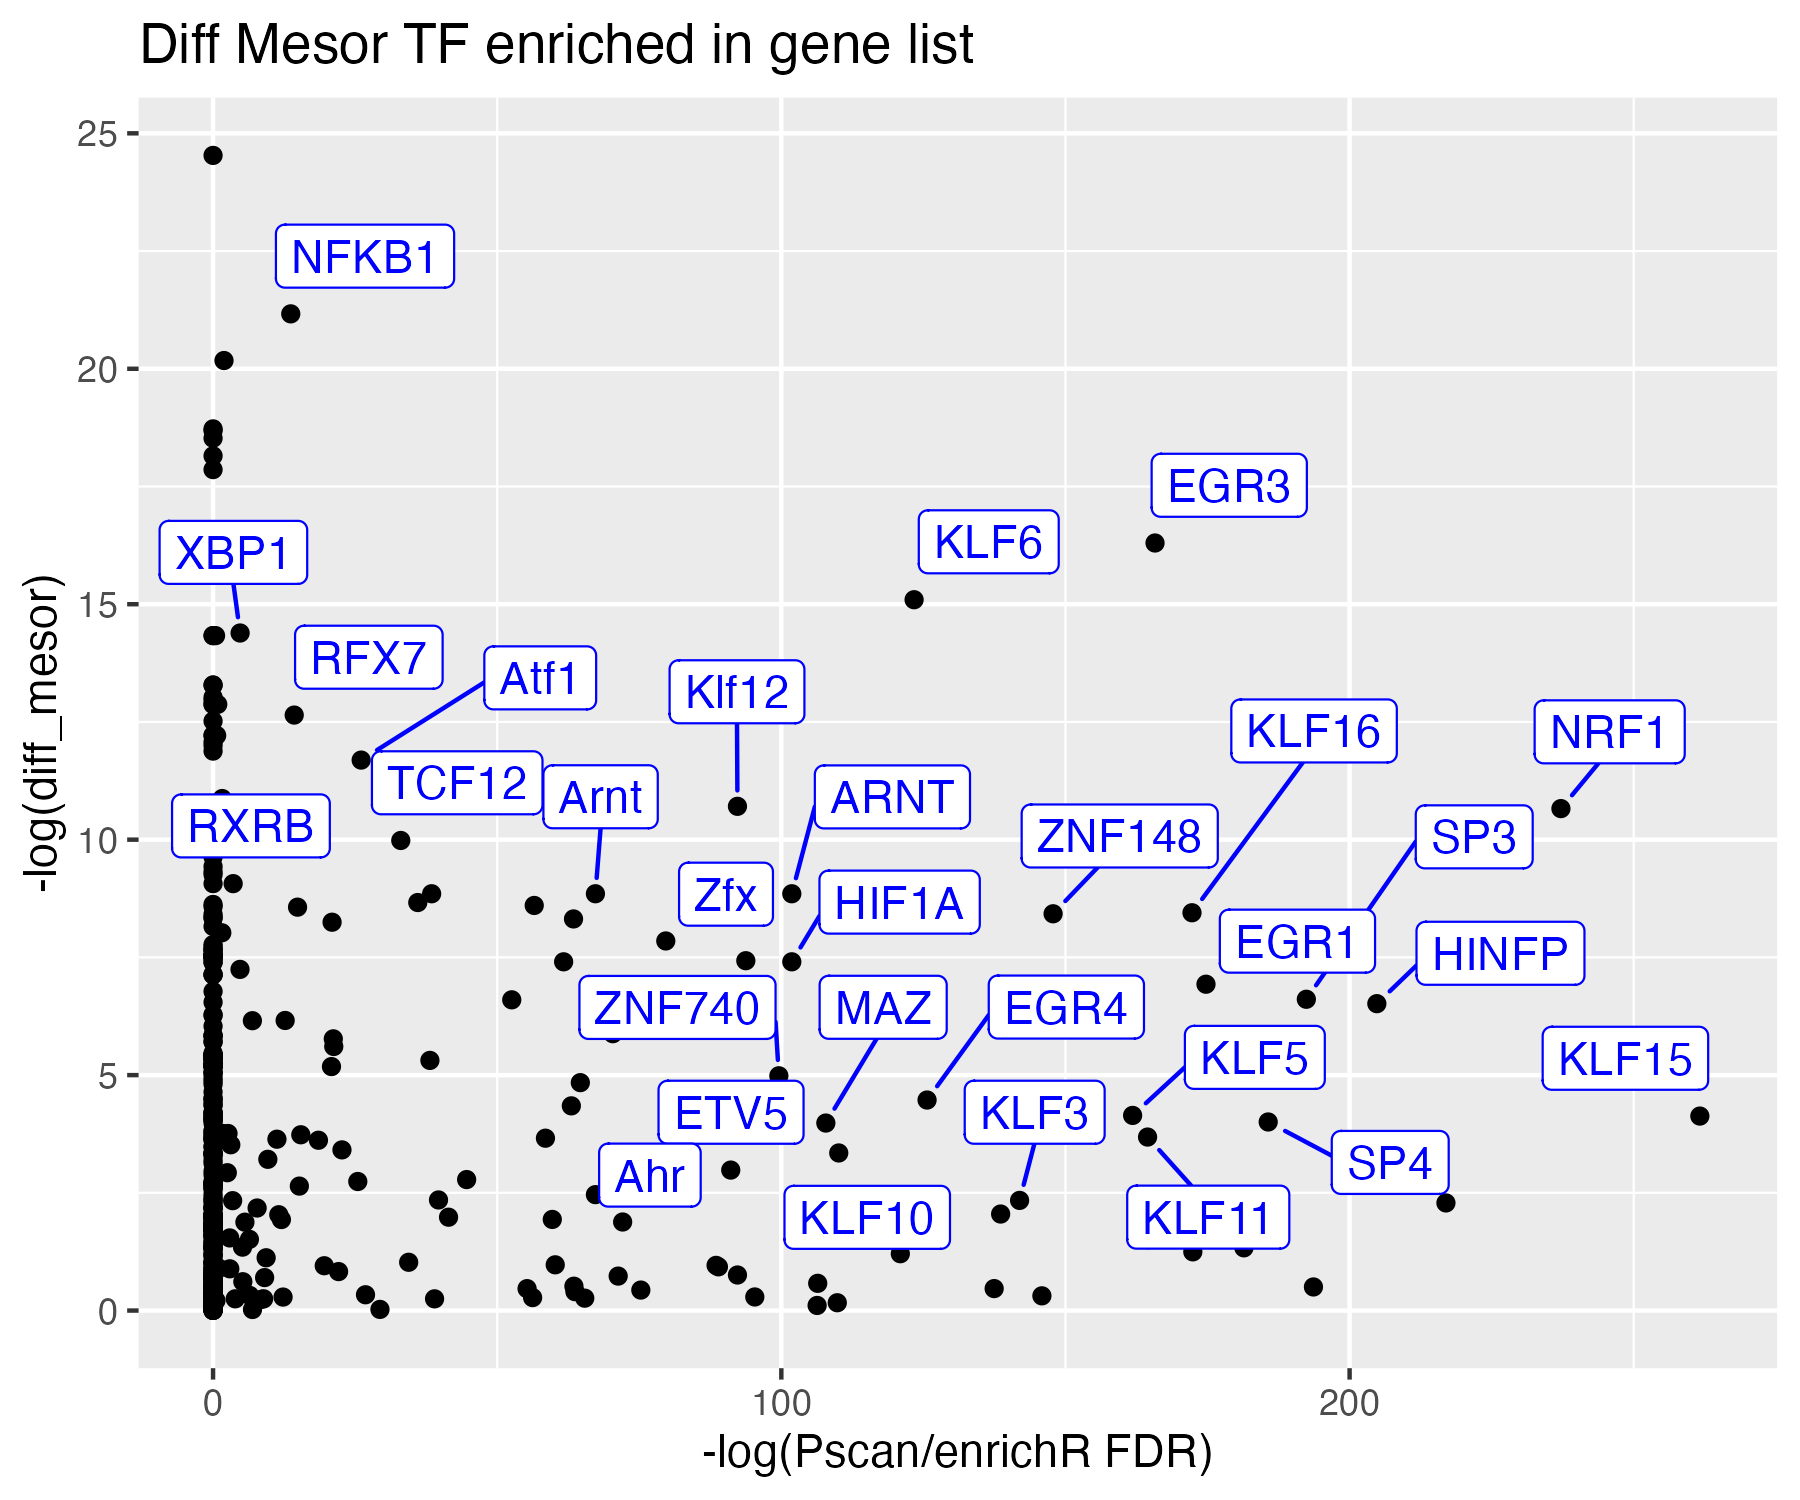 Diff Mesor TF enriched in gene list
-log(diff_mesor)
25
20
15
10
5
0
NFKB1
EGR3
KLF6
XBP1
RFX7
Atf1
Klf12
KLF16
NRF1
TCF12
Arnt
ARNT
RXRB
ZNF148
SP3
Zfx
HIF1A
EGR1
HINFP
ZNF740
MAZ
EGR4
KLF5
KLF15
ETV5
KLF3
Ahr
SP4
KLF10
KLF11
0
100
200
-log(Pscan/enrichR FDR)